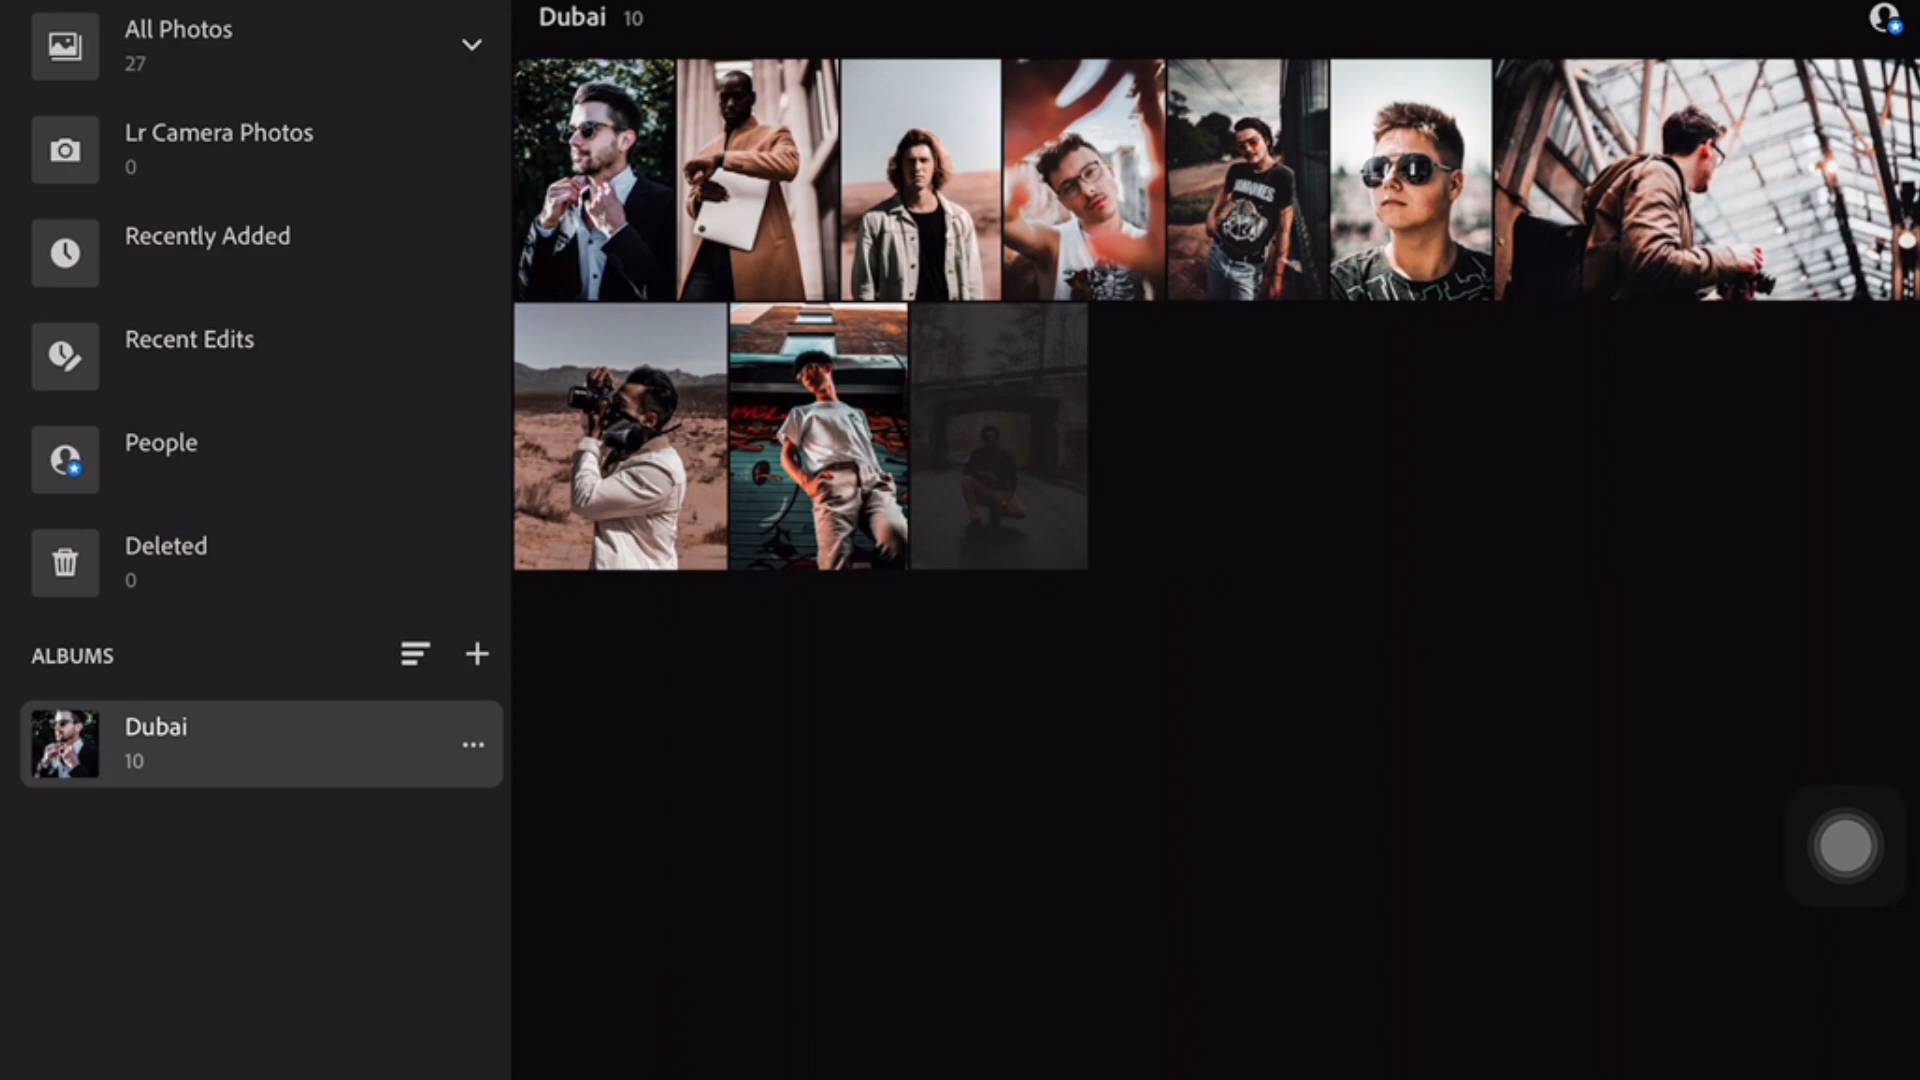 All Photos
27
Lr Camera Photos
0
Recently Added
Recent Edits
People
Deleted
0
ALBUMS
Dubai
10
Dubai 10
RAMONES